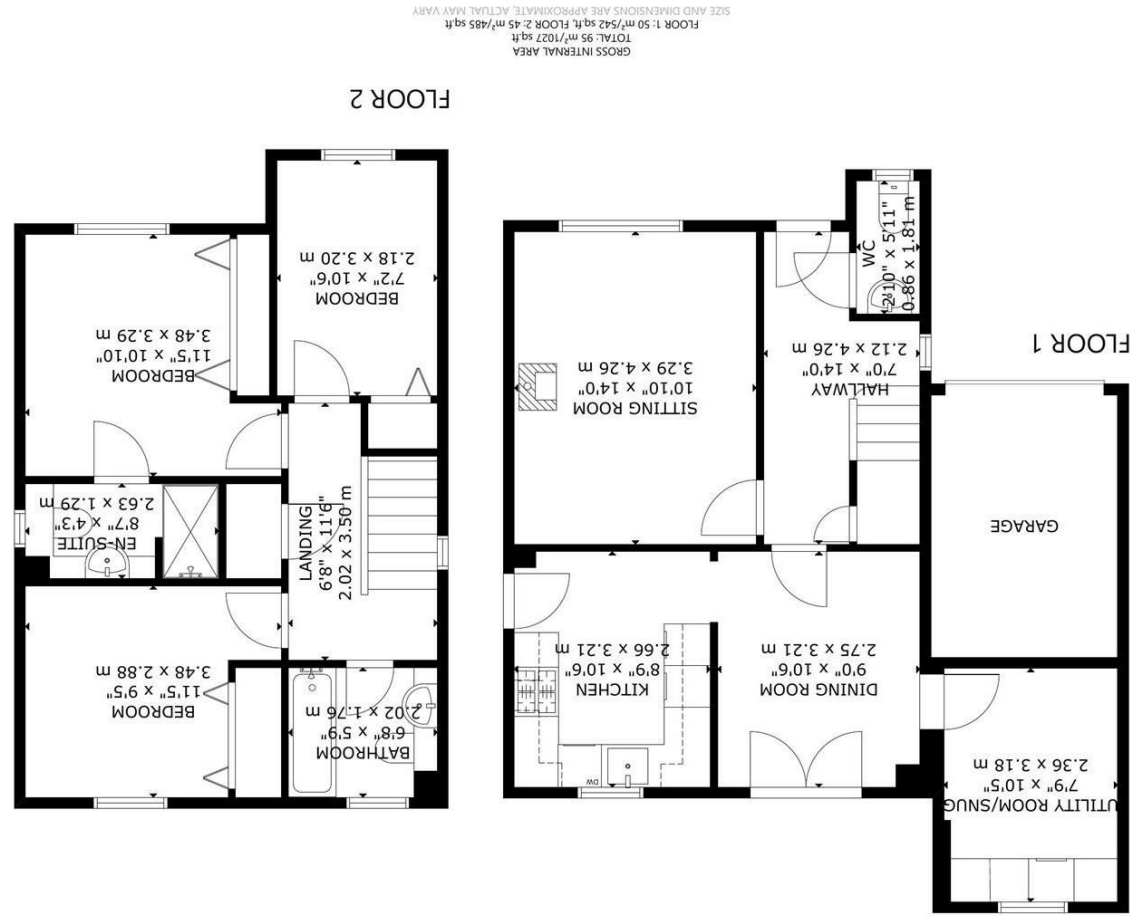 FLOOR 1
UTILITY ROOM/SNUG
7'9" x 10'5"
2.36 x 3.18 m
DINING ROOM
9'0" x 10'6"
2.75 x 3.21 m
KITCHEN
8'9" x 10'6"
2.66 x 3.21 m
DW
GARAGE
SITTING ROOM
10'10" x 14'0"
3.29 x 4.26 m
HALLWAY
7'0" x 14'0"
2.12 x 4.26 m
WC
2'10" x 5'11"
0.86 x 1.81 m
FLOOR 2
BATHROOM
6'8" x 5'9"
2.02 x 1.76 m
BEDROOM
11'5" x 9'5"
3.48 x 2.88 m
LANDING
6'8" x 11'6"
2.02 x 3.50 m
EN-SUITE
8'7" x 4'3"
2.63 x 1.29 m
BEDROOM
11'5" x 10'10"
3.48 x 3.29 m
BEDROOM
7'2" x 10'6"
2.18 x 3.20 m
GROSS INTERNAL AREA
TOTAL: 95 m²/1027 sq.ft
FLOOR 1: 50 m²/542 sq.ft, FLOOR 2: 45 m²/485 sq.ft
SIZE AND DIMENSIONS ARE APPROXIMATE, ACTUAL MAY VARY